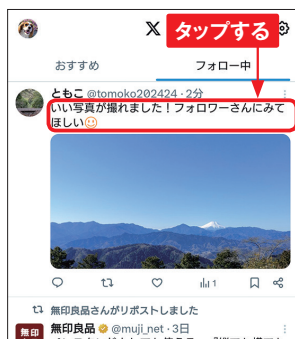 タップする
おすすめ
フォロー中
ともこ @tomoko202424・2分
いい写真が撮れました！フォロワーさんにみて
ほしい🙂
1
無印良品さんがリポストしました
無印
無印良品 @muji_net・3日